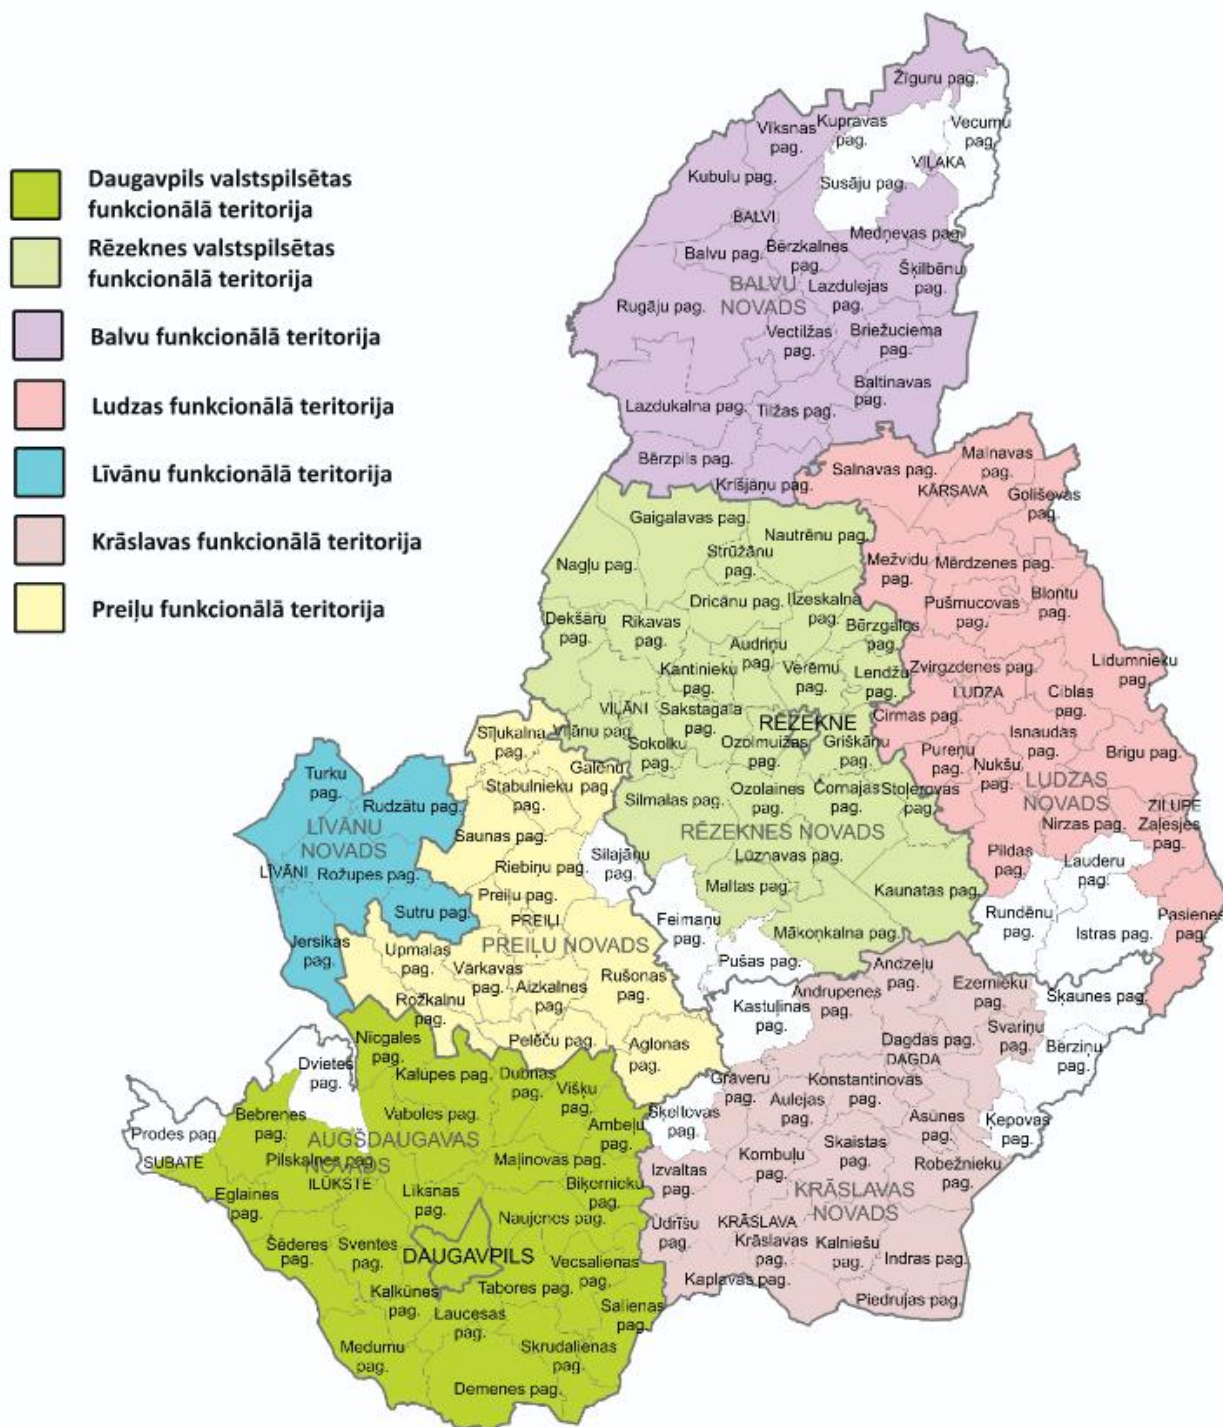 Daugavpils valstspilsētas
funkcionālā teritorija
Rēzeknes valstspilsētas
funkcionālā teritorija
Balvu funkcionālā teritorija
Ludzas funkcionālā teritorija
Līvānu funkcionālā teritorija
Krāslavas funkcionālā teritorija
Preiļu funkcionālā teritorija
Žīguru pag.
Vīksnas
pag.
Kupravas
pag.
Vecumu
pag.
VIĻAKA
Kubulu pag.
Susāju pag.
BALVI
Medņevas pag.
Balvu pag.
Bērzkalnes
pag.
Šķilbēnu
pag.
BALVU
NOVADS
Lazdulejas
pag.
Rugāju pag.
Vectilžas
pag.
Briežuciema
pag.
Baltinavas
pag.
Lazdukalna pag.
Tilžas pag.
Bērzpils pag.
Krišjāņu pag.
Salnavas pag.
Malnavas
pag.
KĀRSAVA
Goliševas
pag.
Gaigalavas pag.
Nautrēnu pag.
Strūžānu
pag.
Nagļu pag.
Mežvidu
pag.
Mērdzenes pag.
Dricānu pag.
Ilzeskalna
pag.
Pušmucovas
pag.
Blontu
pag.
Dekšāru
pag.
Rikavas
pag.
Bērzgales
pag.
Audriņu
pag.
Kantinieku
pag.
Vērēmu
pag.
Lendžu
pag.
Zvirgzdenes pag.
Līdumnieku
pag.
LUDZA
Ciblas
pag.
VIĻĀNI
Viļānu pag.
Sakstagala
pag.
RĒZEKNE
Cirmas pag.
Isnaudas
pag.
Sīļukalna
pag.
Sokolku
pag.
Ozolmuižas
pag.
Griškānu
pag.
Pureņu
pag.
Nukšu
pag.
Brigu pag.
Galēnu
pag.
Turku
pag.
Stabulnieku
pag.
Rudzātu pag.
Silmalas pag.
Ozolaines
pag.
Čornajas
pag.
Stoļerovas
pag.
LUDZAS
NOVADS
ZILUPE
Nirzas pag.
Zaļesjes
pag.
LĪVĀNU
NOVADS
Saunas pag.
RĒZEKNES NOVADS
Sīļajāņu
pag.
Lūznavas pag.
Pildas
pag.
Lauderu
pag.
LĪVĀNI
Rožupes pag.
Riebiņu pag.
Preiļu pag.
Maltas pag.
Kaunatas pag.
Sutru pag.
PREIĻI
Feimaņu
pag.
Rundēnu
pag.
Istras pag.
Pasienes
pag.
PREIĻU NOVADS
Mākoņkalna pag.
Jersikas
pag.
Upmalas
pag.
Vārkavas
pag.
Pušas pag.
Rušonas
pag.
Andzeļu
pag.
Rožkalnu
pag.
Aizkalnes
pag.
Kastuļinas
pag.
Andrupenes
pag.
Ezernieku
pag.
Šķaunes pag.
Nīcgales
pag.
Pelēču pag.
Aglonas
pag.
Dagdas pag.
DAGDA
Svariņu
pag.
Bērziņu
pag.
Dvietes
pag.
Kalupes pag.
Dubnas
pag.
Višķu
pag.
Grāveru
pag.
Konstantinovas
pag.
Aulejas
pag.
Bebrenes
pag.
Vaboles pag.
Ambeļu
pag.
Šķeltovas
pag.
Asūnes
pag.
Ķepovas
pag.
Prodes pag.
SUBATE
AUGŠDAUGAVAS
NOVADS
Pilskalnes pag.
ILŪKSTE
Maļinovas pag.
Kombuļu
pag.
Skaistas
pag.
Robežnieku
pag.
Izvaltas
pag.
Eglaines
pag.
Līksnas
pag.
Biķernieku
pag.
KRĀSLAVAS
NOVADS
Naujenes pag.
Ūdrīšu
pag.
KRĀSLAVA
Krāslavas
pag.
Kalniešu
pag.
Šēderes
pag.
Sventes
pag.
DAUGAVPILS
Vecsalienas
pag.
Indras pag.
Kalkūnes
pag.
Tabores pag.
Kaplavas pag.
Piedrujas pag.
Laucesas
pag.
Salienas
pag.
Medumu
pag.
Skrudalienas
pag.
Demenes pag.